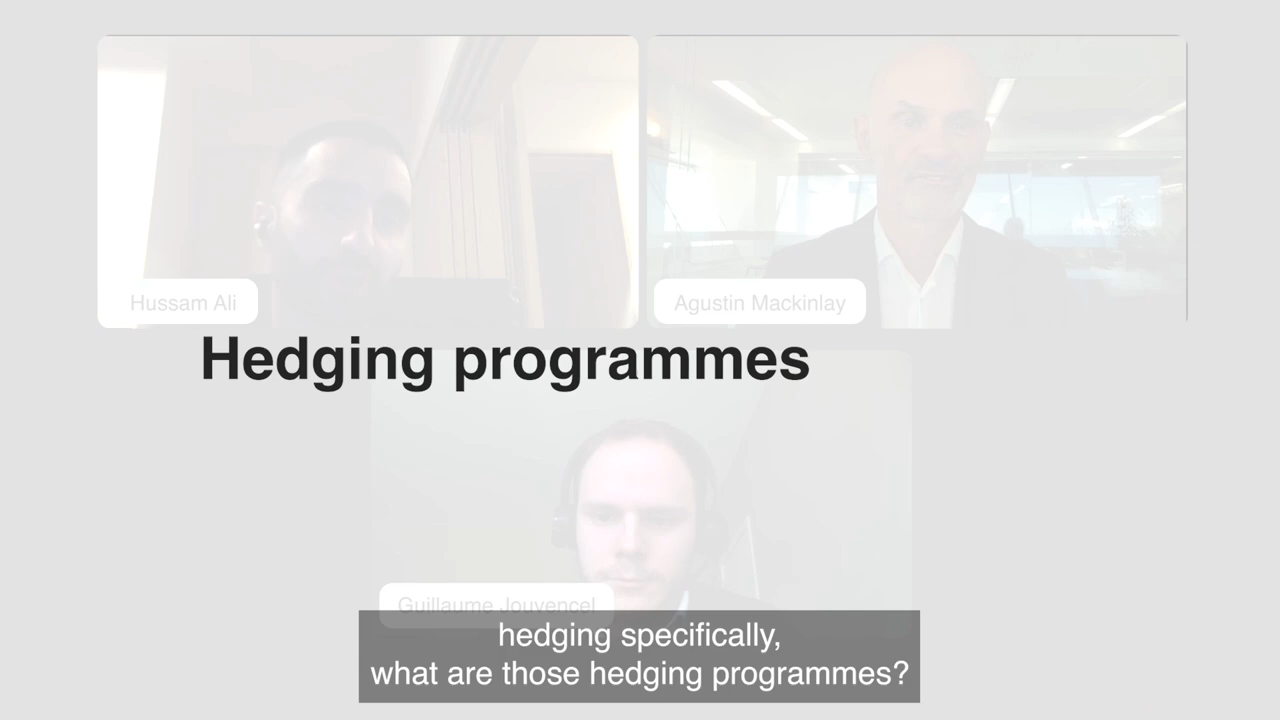 Hussam Ali
Agustin Mackinlay
Hedging programmes
Guillaume Jouvencel
hedging specifically,
what are those hedging programmes?